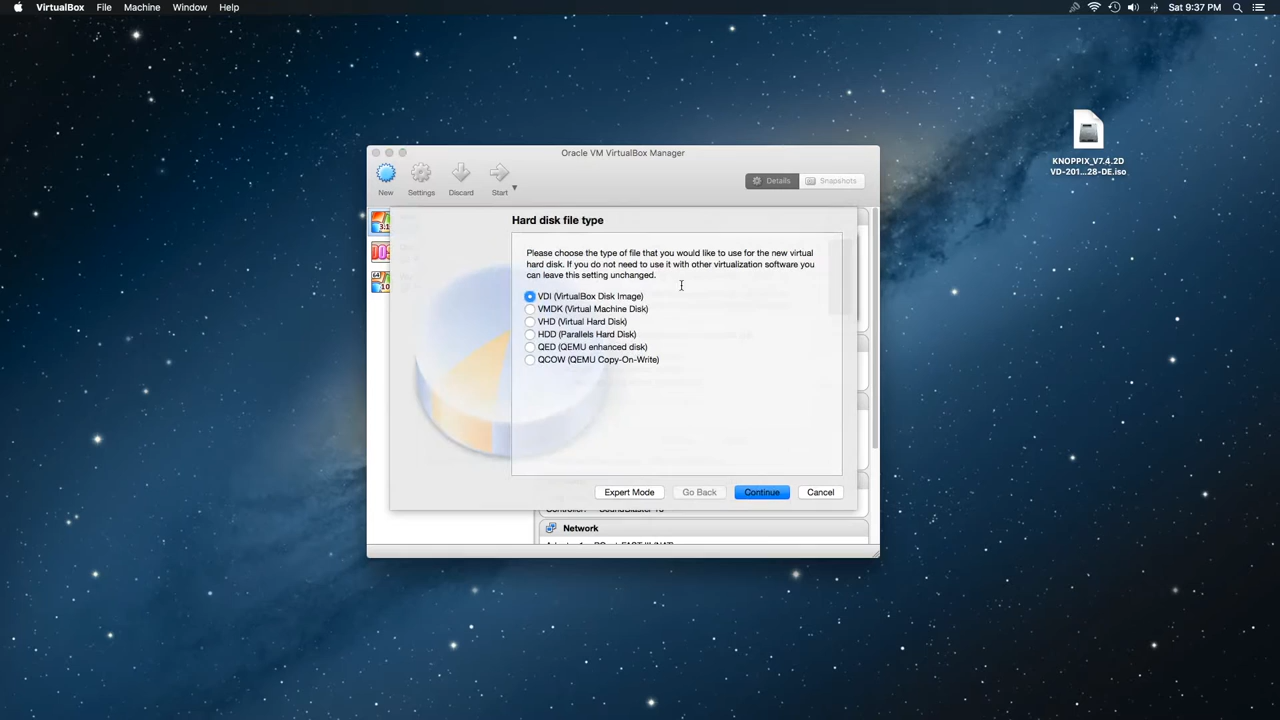 VirtualBox File Machine Window Help Sat 9:37 PM
KNOPPIX_V7.4.2D
VD-201...28-DE.iso
Oracle VM VirtualBox Manager
New Settings Discard Start Details Snapshots
Hard disk file type
Please choose the type of file that you would like to use for the new virtual
hard disk. If you do not need to use it with other virtualization software you
can leave this setting unchanged.
VDI (VirtualBox Disk Image)
VMDK (Virtual Machine Disk)
VHD (Virtual Hard Disk)
HDD (Parallels Hard Disk)
QED (QEMU enhanced disk)
QCOW (QEMU Copy-On-Write)
Expert Mode Go Back Continue Cancel
Controller: SoundBlaster 16
Network
3.1
DOS
64
10